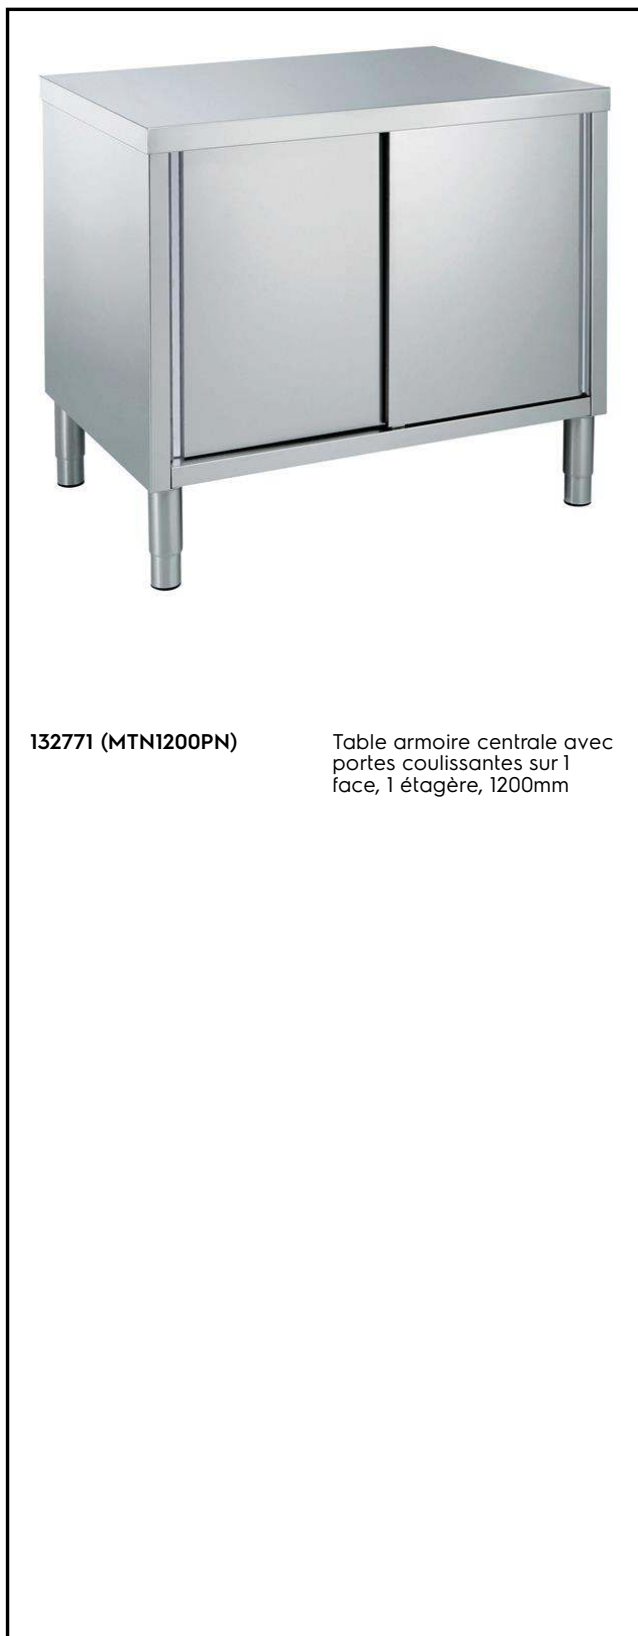 132771 (MTN1200PN)
Table armoire centrale avec
portes coulissantes sur 1
face, 1 étagère, 1200mm